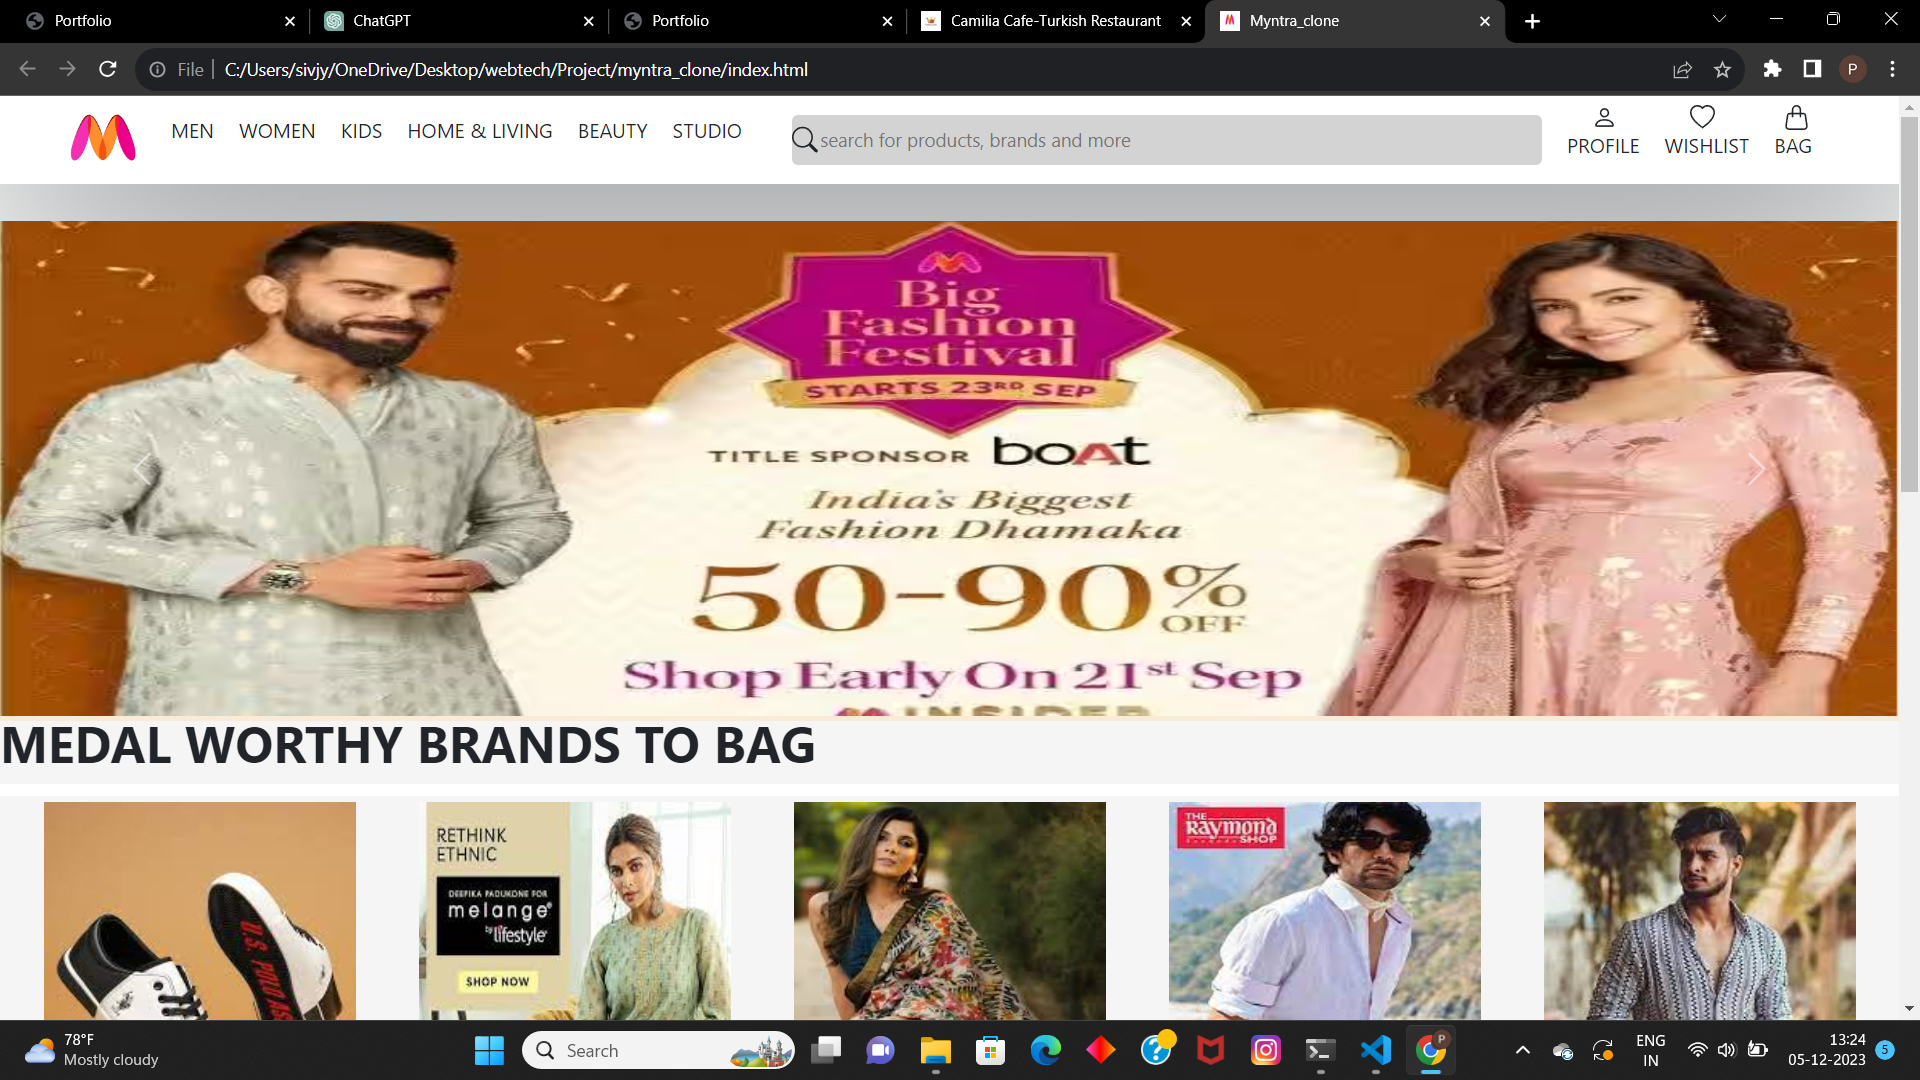 Portfolio
ChatGPT
Portfolio
Camilia Cafe-Turkish Restaurant
Myntra_clone
File
C:/Users/sivjy/OneDrive/Desktop/webtech/Project/myntra_clone/index.html
P
MEN
WOMEN
KIDS
HOME & LIVING
BEAUTY
STUDIO
search for products, brands and more
PROFILE
WISHLIST
BAG
Big
Fashion
Festival
STARTS 23RD SEP
TITLE SPONSOR boAt
India's Biggest
Fashion Dhamaka
50-90%
OFF
Shop Early On 21st Sep
INSIDER
MEDAL WORTHY BRANDS TO BAG
U.S. POLO
RETHINK
ETHNIC
DEEPIKA PADUKONE FOR
melange
by lifestyle
SHOP NOW
THE
Raymond
SHOP
78°F
Mostly cloudy
Search
P
ENG
IN
13:24
05-12-2023
5